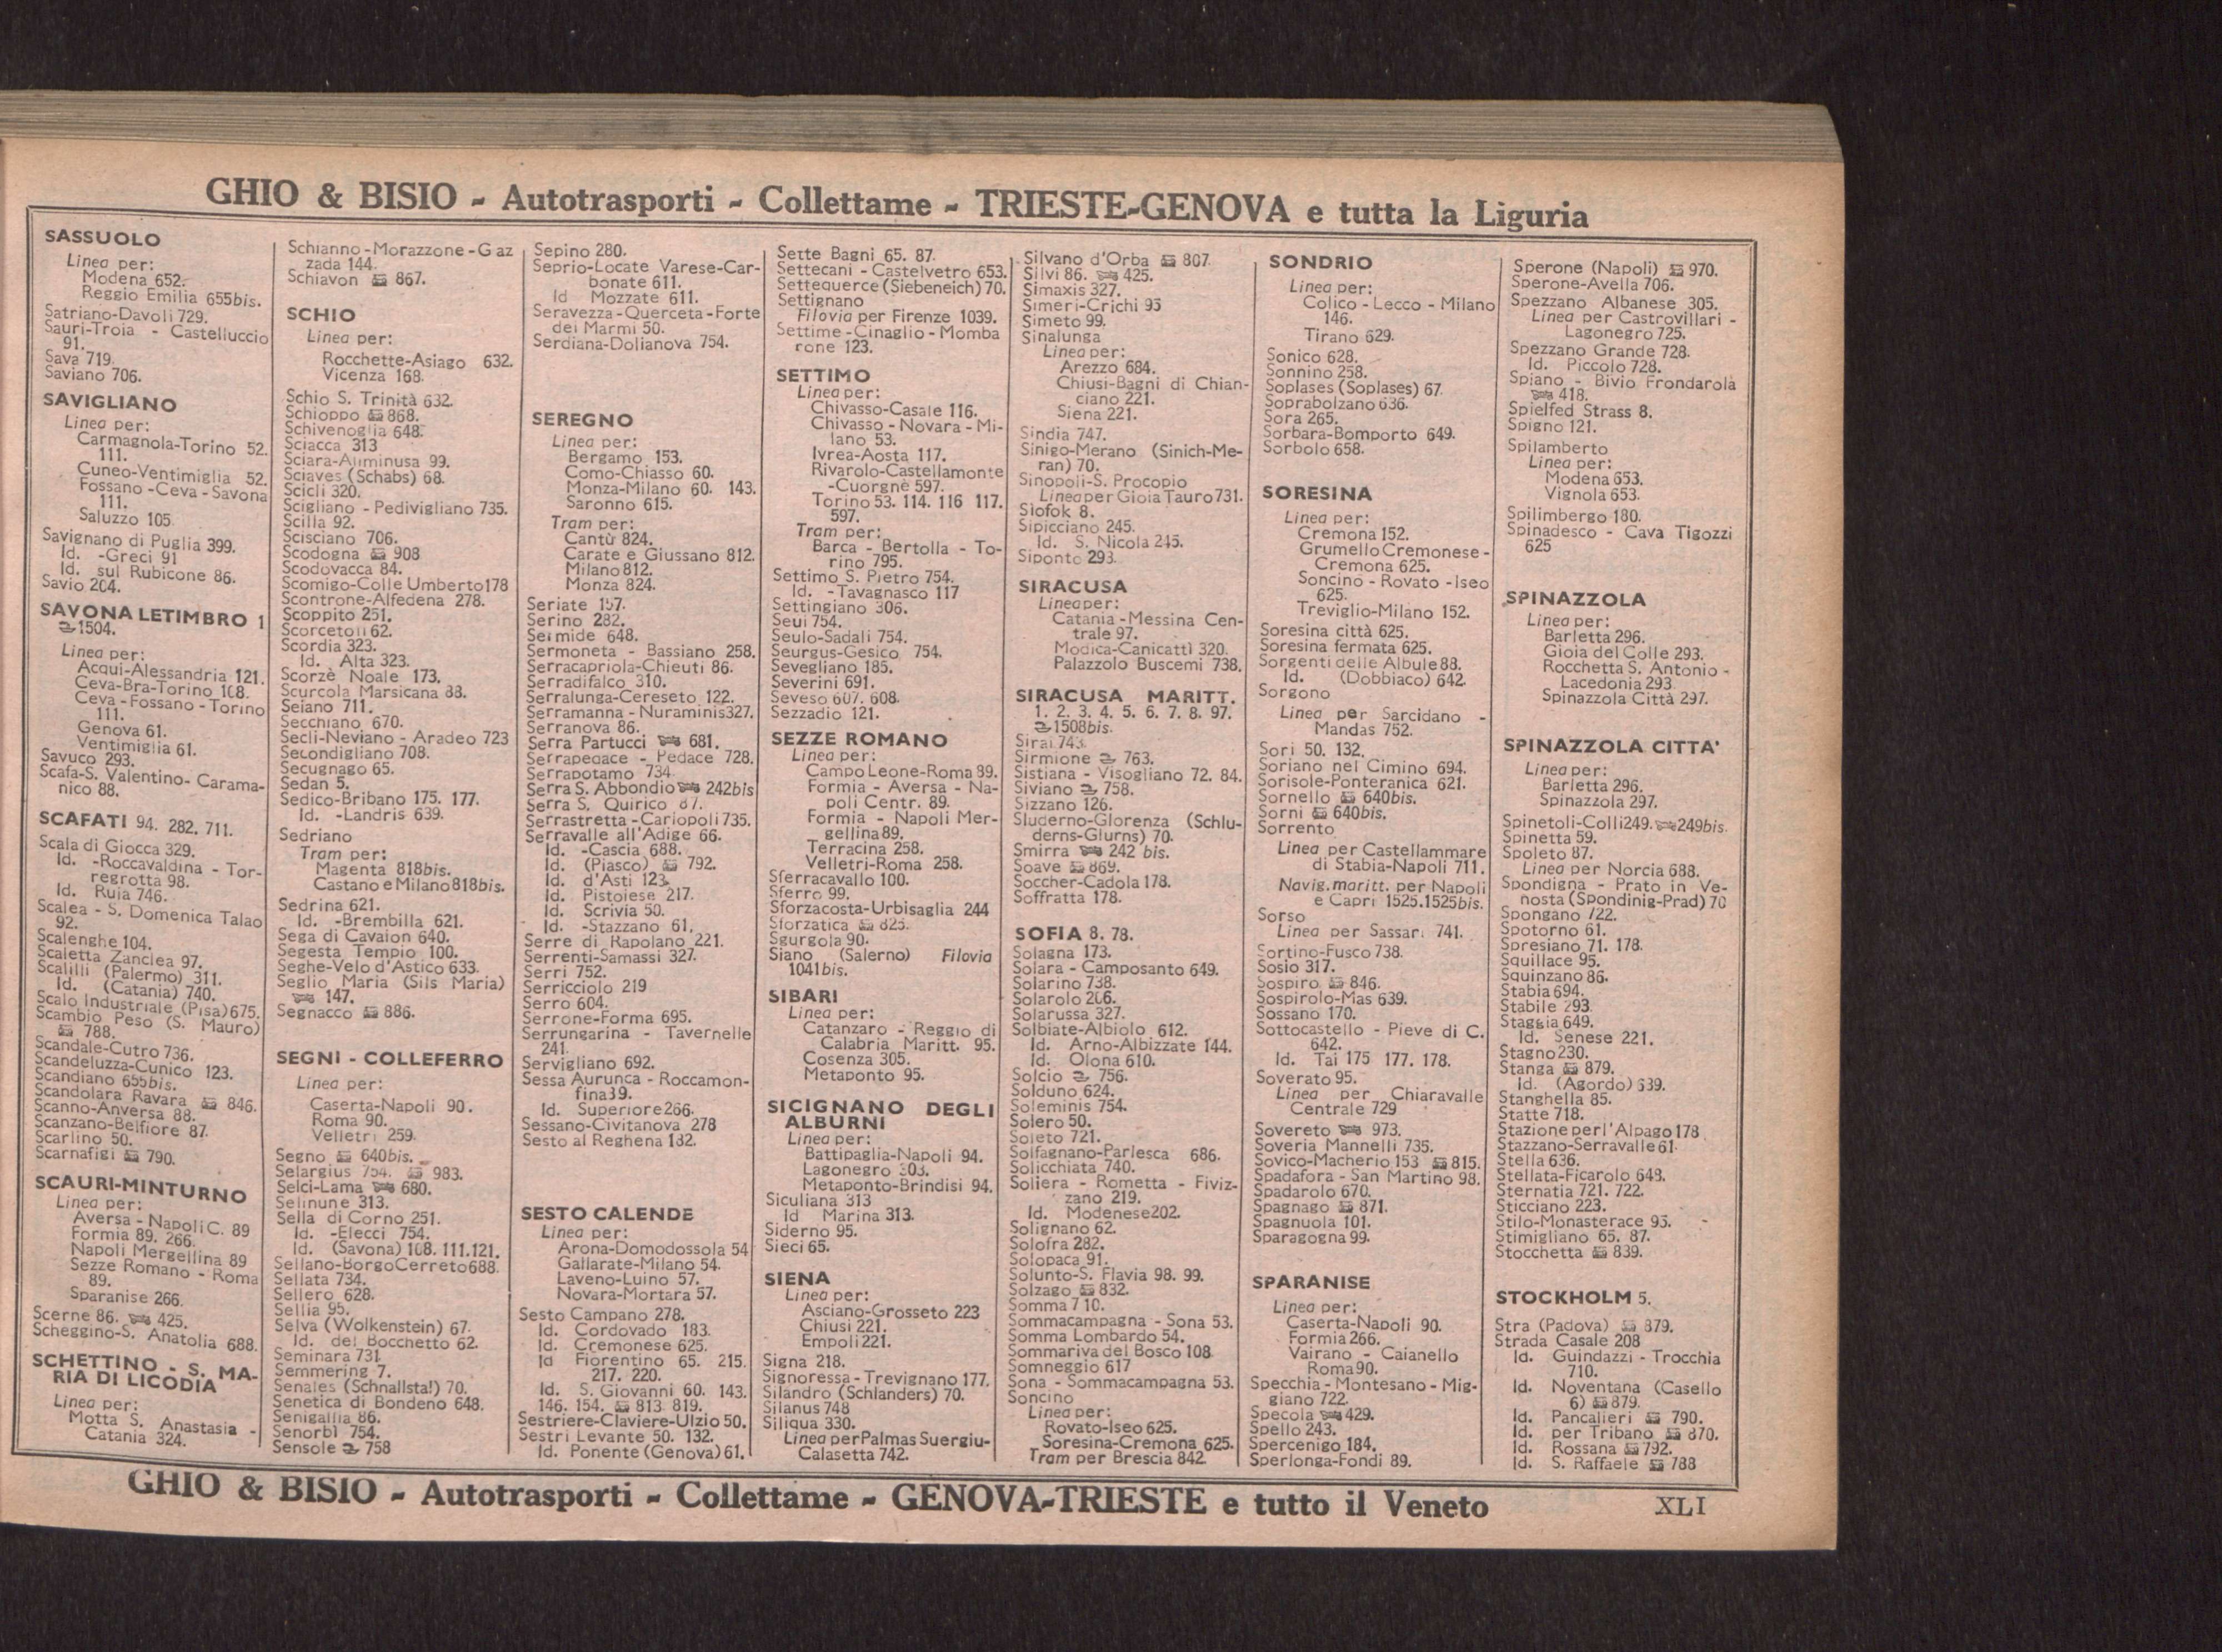 GHIO & BISIO - Autotrasporti - Collettame - TRIESTE-GENOVA e tutta la Liguria
SASSUOLO
Linea per:
Modena 652.
Reggio Emilia 655bis.
Satriano-Davoli 729.
Sauri-Troia - Castelluccio
91.
Sava 719.
Saviano 706.
SAVIGLIANO
Linea per:
Carmagnola-Torino 52.
111.
Cuneo-Ventimiglia 52.
Fossano-Ceva-Savona
111.
Saluzzo 105.
Savignano di Puglia 399.
Id. -Greci 91
Id. sul Rubicone 86.
Savio 204.
SAVONA LETIMBRO 1
1504.
Linea per:
Acqui-Alessandria 121.
Ceva-Bra-Torino 108.
Ceva-Fossano-Torino
111.
Genova 61.
Ventimiglia 61.
Savuco 293.
Scafa-S. Valentino- Carama-
nico 88.
SCAFATI 94. 282. 711.
Scala di Giocca 329.
Id. -Roccavaldina - Tor-
regrotta 98.
Id. Ruia 746.
Scalea - S. Domenica Talao
92.
Scalenghe 104.
Scaletta Zanclea 97.
Scalilli (Palermo) 311.
Id. (Catania) 740.
Scalo Industriale (Pisa) 675.
Scambio Peso (S. Mauro)
788.
Scandale-Cutro 736.
Scandeluzza-Cunico 123.
Scandiano 655bis.
Scandolara Ravara 846.
Scanno-Anversa 88.
Scanzano-Belfiore 87.
Scarlino 50.
Scarnafigi 790.
SCAURI-MINTURNO
Linea per:
Aversa - Napoli C. 89
Formia 89. 266.
Napoli Mergellina 89
Sezze Romano - Roma
89.
Sparanise 266.
Scerne 86. 425.
Scheggino-S. Anatolia 688.
SCHETTINO - S. MA-
RIA DI LICODIA
Linea per:
Motta S. Anastasia -
Catania 324.
Schianno-Morazzone-Gaz
zada 144.
Schiavon 867.
SCHIO
Linea per:
Rocchette-Asiago 632.
Vicenza 168.
Schio S. Trinità 632.
Schioppo 868.
Schivenoglia 648.
Sciacca 313
Sciara-Aliminusa 99.
Sciaves (Schabs) 68.
Scicli 320.
Scigliano - Pedivigliano 735.
Scilla 92.
Scisciano 706.
Scodogna 908
Scodovacca 84.
Scomigo-Colle Umberto 178
Scontrone-Alfedena 278.
Scoppito 251.
Scorcetoli 62.
Scordia 323.
Id. Alta 323.
Scorzè Noale 173.
Scurcola Marsicana 88.
Seiano 711.
Secchiano 670.
Secli-Neviano - Aradeo 723
Secondigliano 708.
Secugnago 65.
Sedan 5.
Sedico-Bribano 175. 177.
Id. -Landris 639.
Sedriano
Tram per:
Magenta 818bis.
Castano e Milano 818bis.
Sedrina 621.
Id. -Brembilla 621.
Sega di Cavaion 640.
Segesta Tempio 100.
Seghe-Velo d'Astico 633.
Seglio Maria (Sils Maria)
147.
Segnacco 886.
SEGNI - COLLEFERRO
Linea per:
Caserta-Napoli 90.
Roma 90.
Velletri 259.
Segno 640bis.
Selargius 754. 983.
Selci-Lama 680.
Selinune 313.
Sella di Corno 251.
Id. -Elecci 754.
Id. (Savona) 108. 111. 121.
Sellano-Borgo Cerreto 688.
Sellata 734.
Sellero 628.
Sellia 95.
Selva (Wolkenstein) 67.
Id. del Bocchetto 62.
Seminara 731.
Semmering 7.
Senales (Schnallstal) 70.
Senetica di Bondeno 648.
Senigallia 86.
Senorbì 754.
Sensole 758
Sepino 280.
Seprio-Locate Varese-Car-
bonate 611.
Id Mozzate 611.
Seravezza-Querceta-Forte
dei Marmi 50.
Serdiana-Dolianova 754.
SEREGNO
Linea per:
Bergamo 153.
Como-Chiasso 60.
Monza-Milano 60. 143.
Saronno 615.
Tram per:
Cantù 824.
Carate e Giussano 812.
Milano 812.
Monza 824.
Seriate 157.
Serino 282.
Sermide 648.
Sermoneta - Bassiano 258.
Serracapriola-Chieuti 86.
Serradifalco 310.
Serralunga-Cereseto 122.
Serramanna - Nuraminis 327.
Serranova 86.
Serra Partucci 681.
Serrapedace - Pedace 728.
Serrapotamo 734.
Serra S. Abbondio 242bis
Serra S. Quirico 87.
Serrastretta - Carlopoli 735.
Serravalle all'Adige 66.
Id. -Cascia 688.
Id. (Piasco) 792.
Id. d'Asti 123.
Id. Pistoiese 217.
Id. Scrivia 50.
Id. -Stazzano 61.
Serre di Rapolano 221.
Serrenti-Samassi 327.
Serri 752.
Serricciolo 219
Serro 604.
Serrone-Forma 695.
Serrungarina - Tavernelle
241.
Servigliano 692.
Sessa Aurunca - Roccamon-
fina 39.
Id. Superiore 266.
Sessano-Civitanova 278
Sesto al Reghena 182.
SESTO CALENDE
Linea per:
Arona-Domodossola 54
Gallarate-Milano 54.
Laveno-Luino 57.
Novara-Mortara 57.
Sesto Campano 278.
Id. Cordovado 183.
Id. Cremonese 625.
Id Fiorentino 65. 215.
217. 220.
Id. S. Giovanni 60. 143.
146. 154. 813. 819.
Sestriere-Claviere-Ulzio 50.
Sestri Levante 50. 132.
Id. Ponente (Genova) 61.
Sette Bagni 65. 87.
Settecani - Castelvetro 653.
Settequerce (Siebeneich) 70.
Settignano
Filovia per Firenze 1039.
Settime-Cinaglio-Momba
rone 123.
SETTIMO
Linea per:
Chivasso-Casale 116.
Chivasso - Novara - Mi-
lano 53.
Ivrea-Aosta 117.
Rivarolo-Castellamonte
-Cuorgnè 597.
Torino 53. 114. 116 117.
597.
Tram per:
Barca - Bertolla - To-
rino 795.
Settimo S. Pietro 754.
Id. -Tavagnasco 117
Settingiano 306.
Seui 754.
Seulo-Sadali 754.
Seurgus-Gesico 754.
Sevegliano 185.
Severini 691.
Seveso 607. 608.
Sezzadio 121.
SEZZE ROMANO
Linea per:
Campo Leone-Roma 89.
Formia - Aversa - Na-
poli Centr. 89.
Formia - Napoli Mer-
gellina 89.
Terracina 258.
Velletri-Roma 258.
Sferracavallo 100.
Sferro 99.
Sforzacosta-Urbisaglia 244
Sforzatica 825.
Sgurgola 90.
Siano (Salerno) Filovia
1041bis.
SIBARI
Linea per:
Catanzaro - Reggio di
Calabria Maritt. 95.
Cosenza 305.
Metaponto 95.
SICIGNANO DEGLI
ALBURNI
Linea per:
Battipaglia-Napoli 94.
Lagonegro 303.
Metaponto-Brindisi 94.
Siculiana 313
Id Marina 313.
Siderno 95.
Sieci 65.
SIENA
Linea per:
Asciano-Grosseto 223
Chiusi 221.
Empoli 221.
Signa 218.
Signoressa - Trevignano 177.
Silandro (Schlanders) 70.
Silanus 748
Siliqua 330.
Linea per Palmas Suergiu-
Calasetta 742.
Silvano d'Orba 807.
Silvi 86. 425.
Simaxis 327.
Simeri-Crichi 95
Simeto 99.
Sinalunga
Linea per:
Arezzo 684.
Chiusi-Bagni di Chian-
ciano 221.
Siena 221.
Sindia 747.
Sinigo-Merano (Sinich-Me-
ran) 70.
Sinopoli-S. Procopio
Linea per Gioia Tauro 731.
Siofok 8.
Sipicciano 245.
Id. S. Nicola 245.
Siponto 293.
SIRACUSA
Linea per:
Catania - Messina Cen-
trale 97.
Modica-Canicattì 320.
Palazzolo Buscemi 738.
SIRACUSA MARITT.
1. 2. 3. 4. 5. 6. 7. 8. 97.
1508bis.
Sirai 743.
Sirmione 763.
Sistiana - Visogliano 72. 84.
Siviano 758.
Sizzano 126.
Sluderno-Glorenza (Schlu-
derns-Glurns) 70.
Smirra 242 bis.
Soave 869.
Soccher-Cadola 178.
Soffratta 178.
SOFIA 8. 78.
Solagna 173.
Solara - Camposanto 649.
Solarino 738.
Solarolo 206.
Solarussa 327.
Solbiate-Albiolo 612.
Id. Arno-Albizzate 144.
Id. Olona 610.
Solcio 756.
Solduno 624.
Soleminis 754.
Solero 50.
Soleto 721.
Solfagnano-Parlesca 686.
Solicchiata 740.
Soliera - Rometta - Fiviz-
zano 219.
Id. Modenese 202.
Solignano 62.
Solofra 282.
Solopaca 91.
Solunto-S. Flavia 98. 99.
Solzago 832.
Somma 710.
Sommacampagna - Sona 53.
Somma Lombardo 54.
Sommariva del Bosco 108
Somneggio 617
Sona - Sommacampagna 53.
Soncino
Linea per:
Rovato-Iseo 625.
Soresina-Cremona 625.
Tram per Brescia 842
SONDRIO
Linea per:
Colico - Lecco - Milano
146.
Tirano 629.
Sonico 628.
Sonnino 258.
Soplases (Soplases) 67.
Soprabolzano 636.
Sora 265.
Sorbara-Bomporto 649.
Sorbolo 658.
SORESINA
Linea per:
Cremona 152.
Grumello Cremonese -
Cremona 625.
Soncino - Rovato - Iseo
625.
Treviglio-Milano 152.
Soresina città 625.
Soresina fermata 625.
Sorgenti delle Albule 88.
Id. (Dobbiaco) 642.
Sorgono
Linea per Sarcidano -
Mandas 752.
Sori 50. 132.
Soriano nel Cimino 694.
Sorisole-Ponteranica 621.
Sornello 640bis.
Sorni 640bis.
Sorrento
Linea per Castellammare
di Stabia-Napoli 711.
Navig. maritt. per Napoli
e Capri 1525. 1525bis.
Sorso
Linea per Sassari 741.
Sortino-Fusco 738.
Sosio 317.
Sospiro 846.
Sospirolo-Mas 639.
Sossano 170.
Sottocastello - Pieve di C.
642.
Id. Tai 175 177. 178.
Soverato 95.
Linea per Chiaravalle
Centrale 729
Sovereto 973.
Soveria Mannelli 735.
Sovico-Macherio 153 815.
Spadafora - San Martino 98.
Spadarolo 670.
Spagnago 871.
Spagnuola 101.
Sparagogna 99.
SPARANISE
Linea per:
Caserta-Napoli 90.
Formia 266.
Vairano - Caianello
Roma 90.
Specchia - Montesano - Mig-
giano 722.
Specola 429.
Spello 243.
Spercenigo 184.
Sperlonga-Fondi 89.
Sperone (Napoli) 970.
Sperone-Avella 706.
Spezzano Albanese 305.
Linea per Castrovillari -
Lagonegro 725.
Spezzano Grande 728.
Id. Piccolo 728.
Spiano - Bivio Frondarola
418.
Spielfed Strass 8.
Spigno 121.
Spilamberto
Linea per:
Modena 653.
Vignola 653.
Spilimbergo 180.
Spinadesco - Cava Tigozzi
625
SPINAZZOLA
Linea per:
Barletta 296.
Gioia del Colle 293.
Rocchetta S. Antonio -
Lacedonia 293
Spinazzola Città 297.
SPINAZZOLA CITTA'
Linea per:
Barletta 296.
Spinazzola 297.
Spinetoli-Colli 249. 249bis.
Spinetta 59.
Spoleto 87.
Linea per Norcia 688.
Spondigna - Prato in Ve-
nosta (Spondinig-Prad) 70
Spongano 722.
Spotorno 61.
Spresiano 71. 178.
Squillace 95.
Squinzano 86.
Stabia 694.
Stabile 293.
Staggia 649.
Id. Senese 221.
Stagno 230.
Stanga 879.
Id. (Agordo) 639.
Stanghella 85.
Statte 718.
Stazione per l'Alpago 178
Stazzano-Serravalle 61.
Stella 636.
Stellata-Ficarolo 648.
Sternatia 721. 722.
Sticciano 223.
Stilo-Monasterace 95.
Stimigliano 65. 87.
Stocchetta 839.
STOCKHOLM 5.
Stra (Padova) 879.
Strada Casale 208
Id. Guindazzi - Trocchia
710.
Id. Noventana (Casello
6) 879.
Id. Pancalieri 790.
Id. per Tribano 870.
Id. Rossana 792.
Id. S. Raffaele 788
GHIO & BISIO - Autotrasporti - Collettame - GENOVA-TRIESTE e tutto il Veneto
XLI